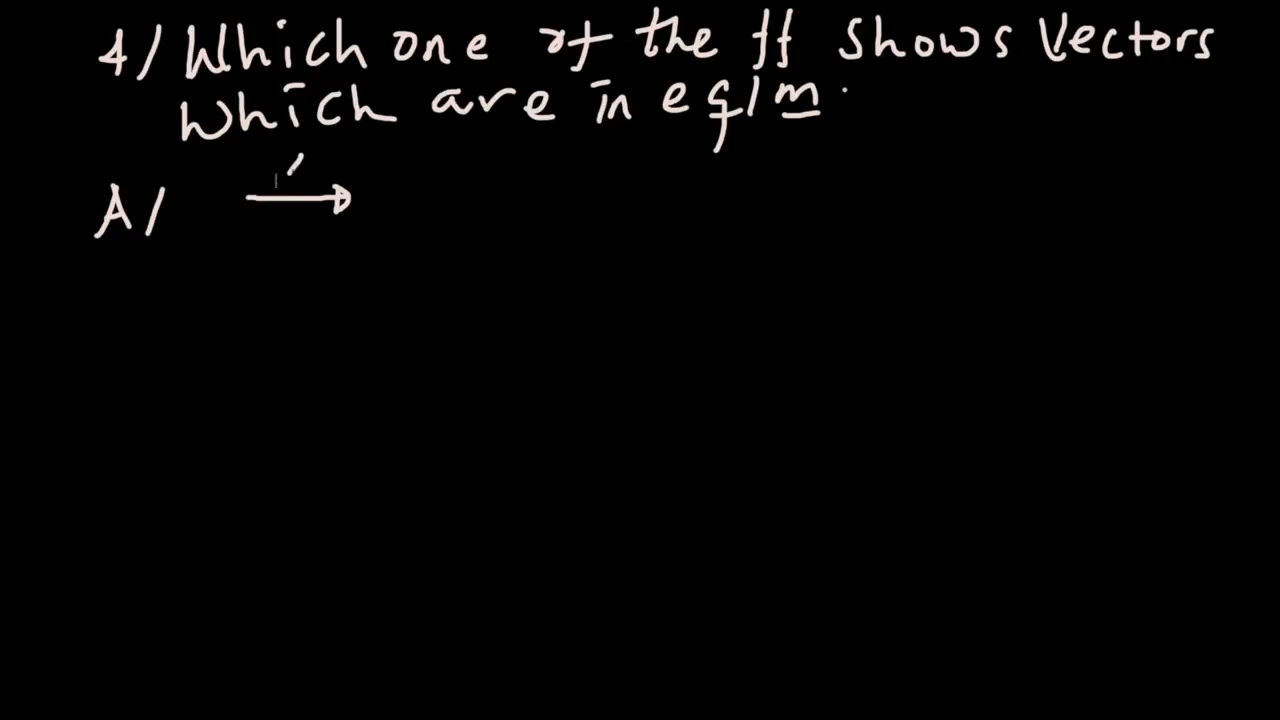 4/ Which one of the ff shows Vectors
which are in eq/m.
A/